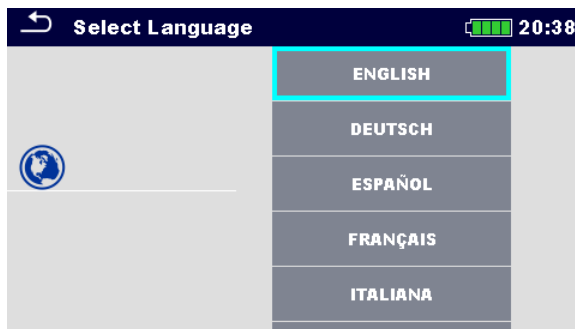 Select Language 20:38
ENGLISH
DEUTSCH
ESPAÑOL
FRANÇAIS
ITALIANA